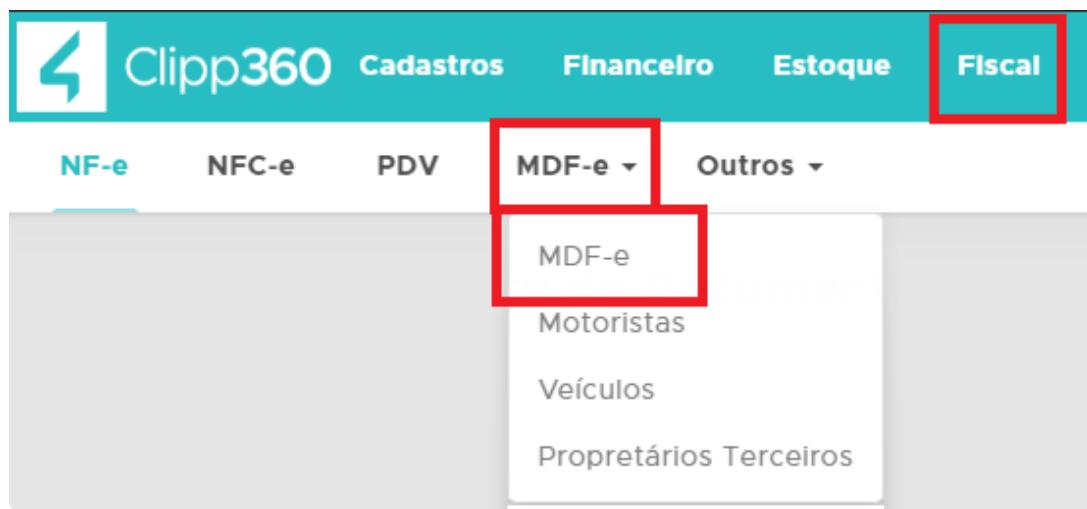 Clipp360 Cadastros Financeiro Estoque Fiscal
NF-e NFC-e PDV MDF-e Outros
MDF-e
Motoristas
Veículos
Propretários Terceiros